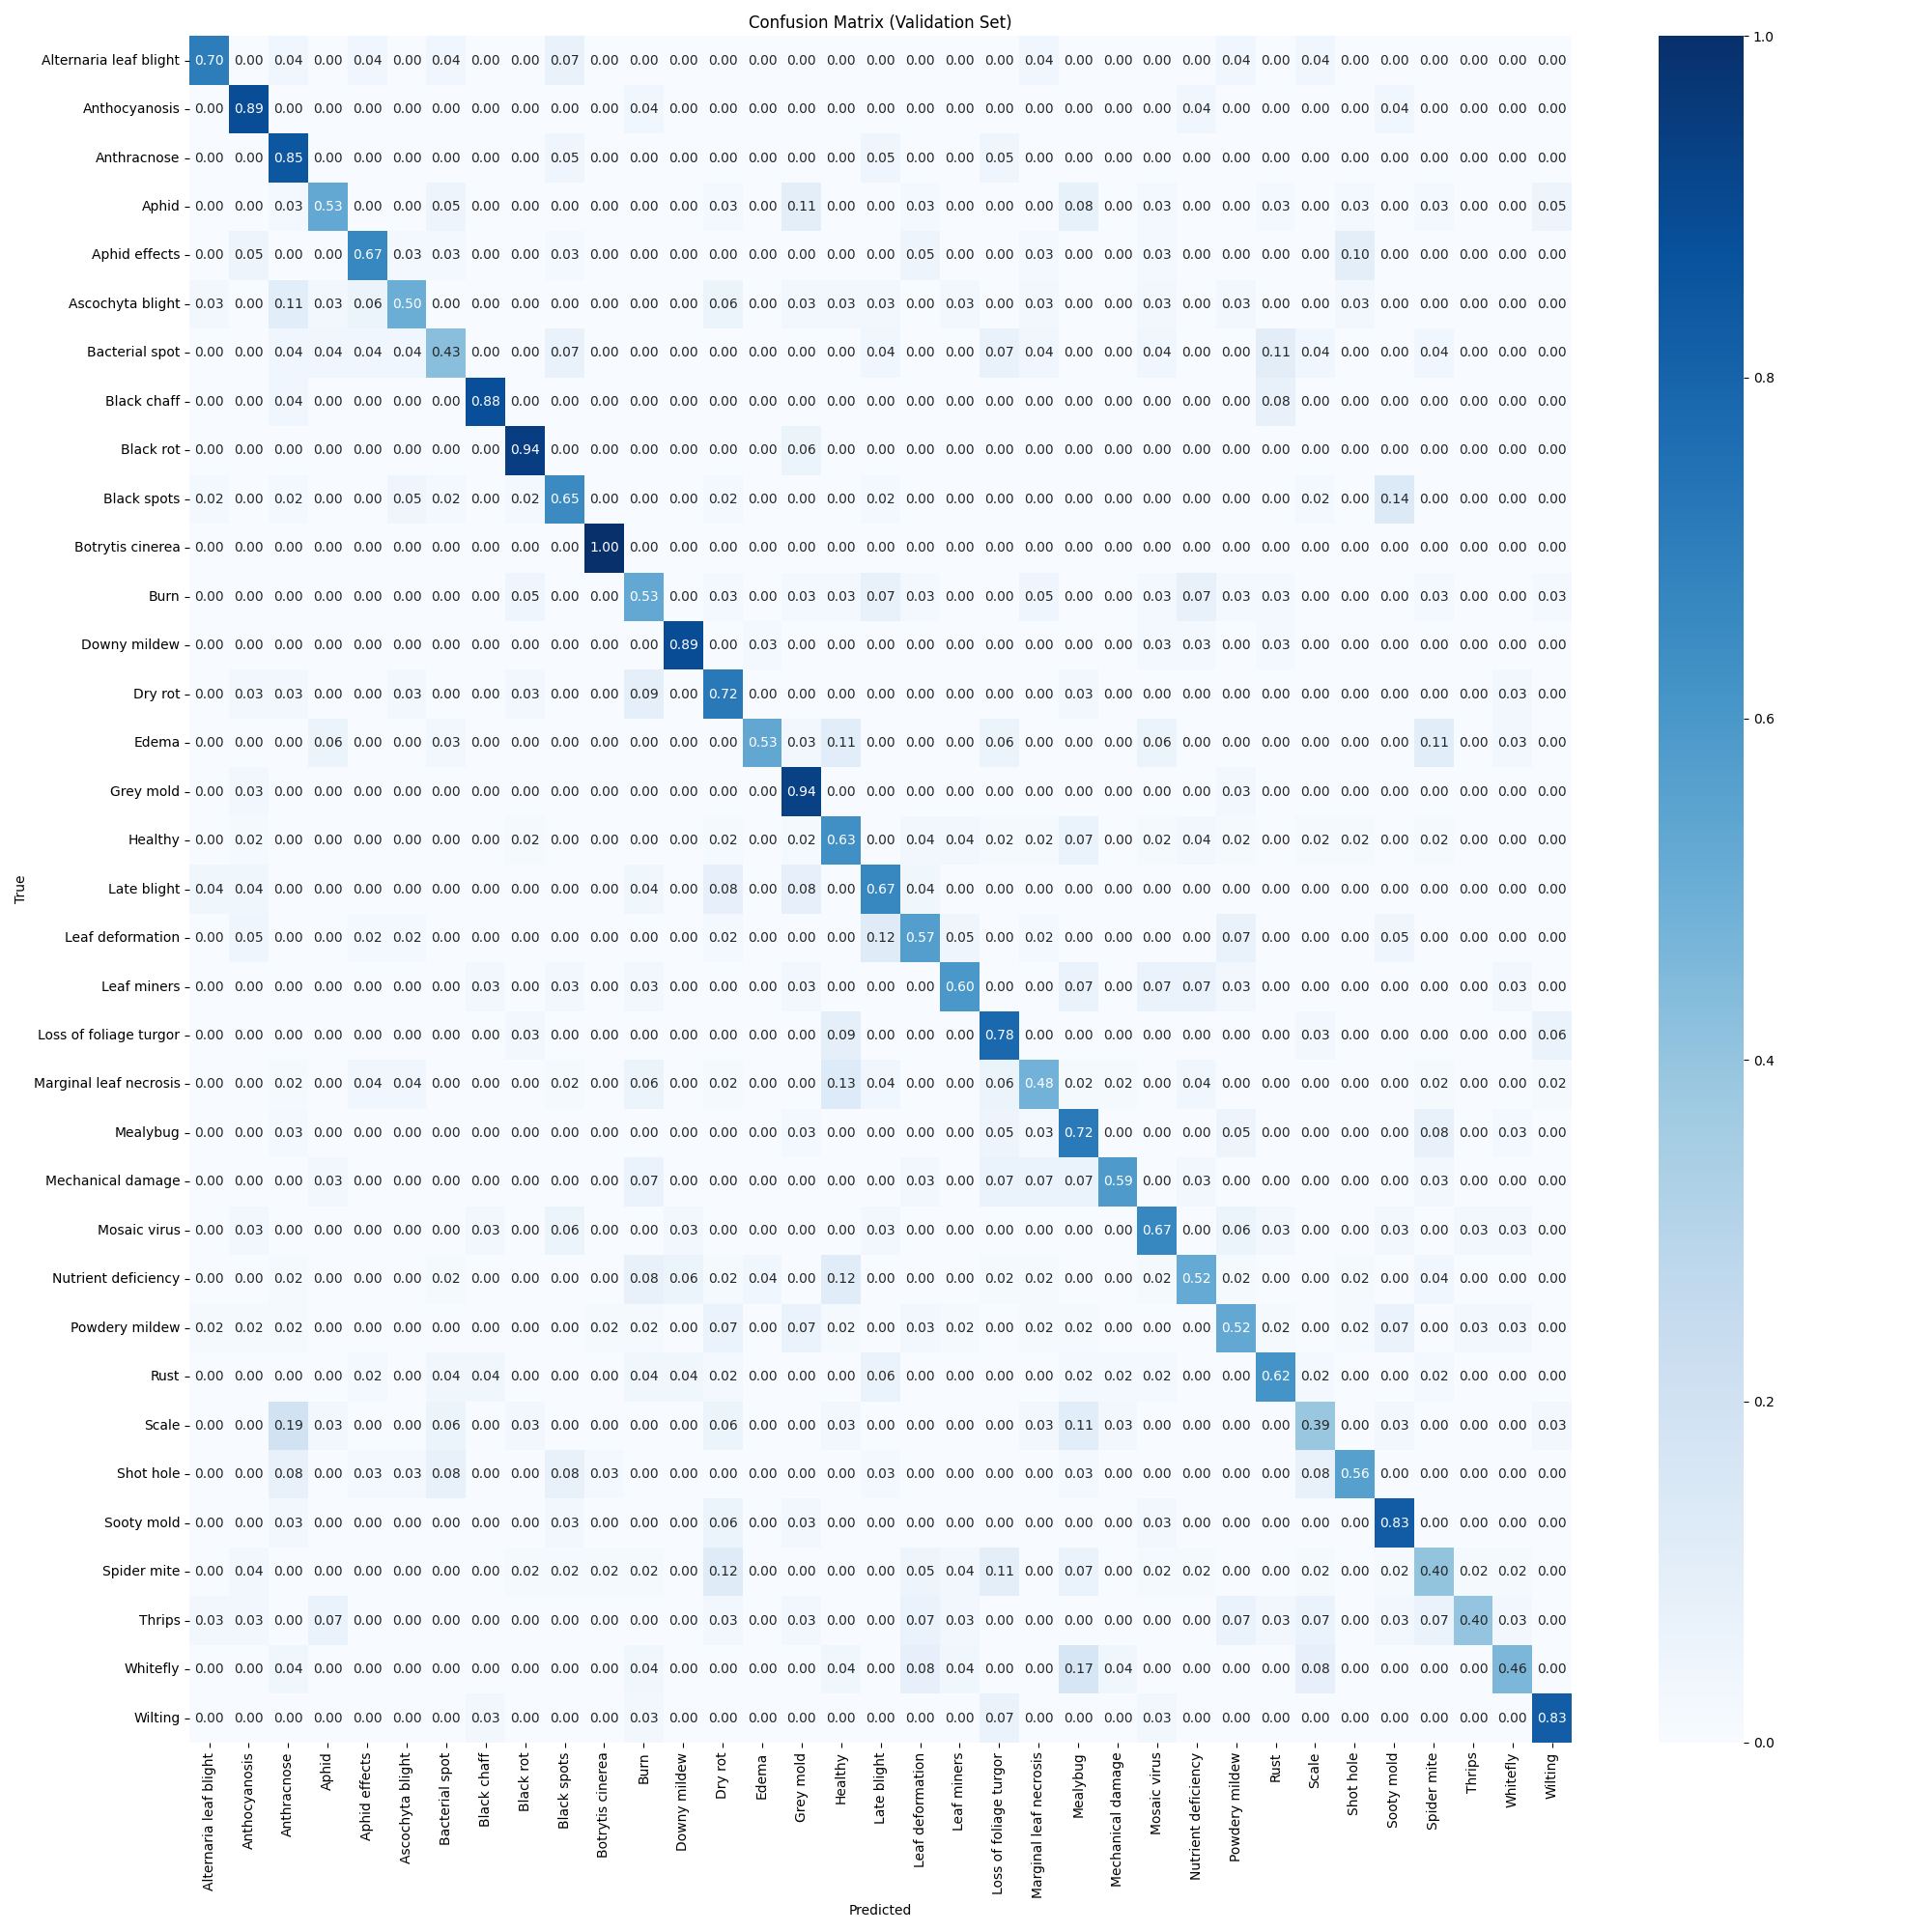 Confusion Matrix (Validation Set)
Alternaria leaf blight 0.70 0.00 0.04 0.00 0.04 0.00 0.04 0.00 0.00 0.07 0.00 0.00 0.00 0.00 0.00 0.00 0.00 0.00 0.00 0.00 0.00 0.04 0.00 0.00 0.00 0.00 0.04 0.00 0.04 0.00 0.00 0.00 0.00 0.00 0.00
Anthocyanosis 0.00 0.89 0.00 0.00 0.00 0.00 0.00 0.00 0.00 0.00 0.00 0.04 0.00 0.00 0.00 0.00 0.00 0.00 0.00 0.00 0.00 0.00 0.00 0.00 0.00 0.04 0.00 0.00 0.00 0.00 0.04 0.00 0.00 0.00 0.00
Anthracnose 0.00 0.00 0.85 0.00 0.00 0.00 0.00 0.00 0.00 0.05 0.00 0.00 0.00 0.00 0.00 0.00 0.00 0.05 0.00 0.00 0.05 0.00 0.00 0.00 0.00 0.00 0.00 0.00 0.00 0.00 0.00 0.00 0.00 0.00 0.00
Aphid 0.00 0.00 0.03 0.53 0.00 0.00 0.05 0.00 0.00 0.00 0.00 0.00 0.00 0.03 0.00 0.11 0.00 0.00 0.03 0.00 0.00 0.00 0.08 0.00 0.03 0.00 0.00 0.03 0.00 0.03 0.00 0.03 0.00 0.00 0.05
Aphid effects 0.00 0.05 0.00 0.00 0.67 0.03 0.03 0.00 0.00 0.03 0.00 0.00 0.00 0.00 0.00 0.00 0.00 0.00 0.05 0.00 0.00 0.03 0.00 0.00 0.03 0.00 0.00 0.00 0.00 0.10 0.00 0.00 0.00 0.00 0.00
Ascochyta blight 0.03 0.00 0.11 0.03 0.06 0.50 0.00 0.00 0.00 0.00 0.00 0.00 0.00 0.06 0.00 0.03 0.03 0.03 0.00 0.03 0.00 0.03 0.00 0.00 0.03 0.00 0.03 0.00 0.00 0.03 0.00 0.00 0.00 0.00 0.00
Bacterial spot 0.00 0.00 0.04 0.04 0.04 0.04 0.43 0.00 0.00 0.07 0.00 0.00 0.00 0.00 0.00 0.00 0.00 0.04 0.00 0.00 0.07 0.04 0.00 0.00 0.04 0.00 0.00 0.11 0.04 0.00 0.00 0.04 0.00 0.00 0.00
Black chaff 0.00 0.00 0.04 0.00 0.00 0.00 0.00 0.88 0.00 0.00 0.00 0.00 0.00 0.00 0.00 0.00 0.00 0.00 0.00 0.00 0.00 0.00 0.00 0.00 0.00 0.00 0.00 0.08 0.00 0.00 0.00 0.00 0.00 0.00 0.00
Black rot 0.00 0.00 0.00 0.00 0.00 0.00 0.00 0.00 0.94 0.00 0.00 0.00 0.00 0.00 0.00 0.06 0.00 0.00 0.00 0.00 0.00 0.00 0.00 0.00 0.00 0.00 0.00 0.00 0.00 0.00 0.00 0.00 0.00 0.00 0.00
Black spots 0.02 0.00 0.02 0.00 0.00 0.05 0.02 0.00 0.02 0.65 0.00 0.00 0.00 0.02 0.00 0.00 0.00 0.02 0.00 0.00 0.00 0.00 0.00 0.00 0.00 0.00 0.00 0.00 0.02 0.00 0.14 0.00 0.00 0.00 0.00
Botrytis cinerea 0.00 0.00 0.00 0.00 0.00 0.00 0.00 0.00 0.00 0.00 1.00 0.00 0.00 0.00 0.00 0.00 0.00 0.00 0.00 0.00 0.00 0.00 0.00 0.00 0.00 0.00 0.00 0.00 0.00 0.00 0.00 0.00 0.00 0.00 0.00
Burn 0.00 0.00 0.00 0.00 0.00 0.00 0.00 0.00 0.05 0.00 0.00 0.53 0.00 0.03 0.00 0.03 0.03 0.07 0.03 0.00 0.00 0.05 0.00 0.00 0.03 0.07 0.03 0.03 0.00 0.00 0.00 0.03 0.00 0.00 0.03
Downy mildew 0.00 0.00 0.00 0.00 0.00 0.00 0.00 0.00 0.00 0.00 0.00 0.00 0.89 0.00 0.03 0.00 0.00 0.00 0.00 0.00 0.00 0.00 0.00 0.00 0.03 0.03 0.00 0.03 0.00 0.00 0.00 0.00 0.00 0.00 0.00
Dry rot 0.00 0.03 0.03 0.00 0.00 0.03 0.00 0.00 0.03 0.00 0.00 0.09 0.00 0.72 0.00 0.00 0.00 0.00 0.00 0.00 0.00 0.00 0.03 0.00 0.00 0.00 0.00 0.00 0.00 0.00 0.00 0.00 0.00 0.03 0.00
Edema 0.00 0.00 0.00 0.06 0.00 0.00 0.03 0.00 0.00 0.00 0.00 0.00 0.00 0.00 0.53 0.03 0.11 0.00 0.00 0.00 0.06 0.00 0.00 0.00 0.06 0.00 0.00 0.00 0.00 0.00 0.00 0.11 0.00 0.03 0.00
Grey mold 0.00 0.03 0.00 0.00 0.00 0.00 0.00 0.00 0.00 0.00 0.00 0.00 0.00 0.00 0.00 0.94 0.00 0.00 0.00 0.00 0.00 0.00 0.00 0.00 0.00 0.00 0.03 0.00 0.00 0.00 0.00 0.00 0.00 0.00 0.00
Healthy 0.00 0.02 0.00 0.00 0.00 0.00 0.00 0.00 0.02 0.00 0.00 0.00 0.00 0.02 0.00 0.02 0.63 0.00 0.04 0.04 0.02 0.02 0.07 0.00 0.02 0.04 0.02 0.00 0.02 0.02 0.00 0.02 0.00 0.00 0.00
Late blight 0.04 0.04 0.00 0.00 0.00 0.00 0.00 0.00 0.00 0.00 0.00 0.04 0.00 0.08 0.00 0.08 0.00 0.67 0.04 0.00 0.00 0.00 0.00 0.00 0.00 0.00 0.00 0.00 0.00 0.00 0.00 0.00 0.00 0.00 0.00
Leaf deformation 0.00 0.05 0.00 0.00 0.02 0.02 0.00 0.00 0.00 0.00 0.00 0.00 0.00 0.02 0.00 0.00 0.00 0.12 0.57 0.05 0.00 0.02 0.00 0.00 0.00 0.00 0.07 0.00 0.00 0.00 0.05 0.00 0.00 0.00 0.00
Leaf miners 0.00 0.00 0.00 0.00 0.00 0.00 0.00 0.03 0.00 0.03 0.00 0.03 0.00 0.00 0.00 0.03 0.00 0.00 0.00 0.60 0.00 0.00 0.07 0.00 0.07 0.07 0.03 0.00 0.00 0.00 0.00 0.00 0.00 0.03 0.00
Loss of foliage turgor 0.00 0.00 0.00 0.00 0.00 0.00 0.00 0.00 0.03 0.00 0.00 0.00 0.00 0.00 0.00 0.00 0.09 0.00 0.00 0.00 0.78 0.00 0.00 0.00 0.00 0.00 0.00 0.00 0.03 0.00 0.00 0.00 0.00 0.00 0.06
Marginal leaf necrosis 0.00 0.00 0.02 0.00 0.04 0.04 0.00 0.00 0.00 0.02 0.00 0.06 0.00 0.02 0.00 0.00 0.13 0.04 0.00 0.00 0.06 0.48 0.02 0.02 0.00 0.04 0.00 0.00 0.00 0.00 0.00 0.02 0.00 0.00 0.02
Mealybug 0.00 0.00 0.03 0.00 0.00 0.00 0.00 0.00 0.00 0.00 0.00 0.00 0.00 0.00 0.00 0.03 0.00 0.00 0.00 0.00 0.05 0.03 0.72 0.00 0.00 0.00 0.05 0.00 0.00 0.00 0.00 0.08 0.00 0.03 0.00
Mechanical damage 0.00 0.00 0.00 0.03 0.00 0.00 0.00 0.00 0.00 0.00 0.00 0.07 0.00 0.00 0.00 0.00 0.00 0.00 0.03 0.00 0.07 0.07 0.07 0.59 0.00 0.03 0.00 0.00 0.00 0.00 0.00 0.03 0.00 0.00 0.00
Mosaic virus 0.00 0.03 0.00 0.00 0.00 0.00 0.00 0.03 0.00 0.06 0.00 0.00 0.03 0.00 0.00 0.00 0.00 0.03 0.00 0.00 0.00 0.00 0.00 0.00 0.67 0.00 0.06 0.03 0.00 0.00 0.03 0.00 0.03 0.03 0.00
Nutrient deficiency 0.00 0.00 0.02 0.00 0.00 0.00 0.02 0.00 0.00 0.00 0.00 0.08 0.06 0.02 0.04 0.00 0.12 0.00 0.00 0.00 0.02 0.02 0.00 0.00 0.02 0.52 0.02 0.00 0.00 0.02 0.00 0.04 0.00 0.00 0.00
Powdery mildew 0.02 0.02 0.02 0.00 0.00 0.00 0.00 0.00 0.00 0.00 0.02 0.02 0.00 0.07 0.00 0.07 0.02 0.00 0.03 0.02 0.00 0.02 0.02 0.00 0.00 0.00 0.52 0.02 0.00 0.02 0.07 0.00 0.03 0.03 0.00
Rust 0.00 0.00 0.00 0.00 0.02 0.00 0.04 0.04 0.00 0.00 0.00 0.04 0.04 0.02 0.00 0.00 0.00 0.06 0.00 0.00 0.00 0.00 0.02 0.02 0.02 0.00 0.00 0.62 0.02 0.00 0.00 0.02 0.00 0.00 0.00
Scale 0.00 0.00 0.19 0.03 0.00 0.00 0.06 0.00 0.03 0.00 0.00 0.00 0.00 0.06 0.00 0.00 0.03 0.00 0.00 0.00 0.00 0.03 0.11 0.03 0.00 0.00 0.00 0.00 0.39 0.00 0.03 0.00 0.00 0.00 0.03
Shot hole 0.00 0.00 0.08 0.00 0.03 0.03 0.08 0.00 0.00 0.08 0.03 0.00 0.00 0.00 0.00 0.00 0.00 0.03 0.00 0.00 0.00 0.00 0.03 0.00 0.00 0.00 0.00 0.00 0.08 0.56 0.00 0.00 0.00 0.00 0.00
Sooty mold 0.00 0.00 0.03 0.00 0.00 0.00 0.00 0.00 0.00 0.03 0.00 0.00 0.00 0.06 0.00 0.03 0.00 0.00 0.00 0.00 0.00 0.00 0.00 0.00 0.03 0.00 0.00 0.00 0.00 0.00 0.83 0.00 0.00 0.00 0.00
Spider mite 0.00 0.04 0.00 0.00 0.00 0.00 0.00 0.00 0.02 0.02 0.02 0.02 0.00 0.12 0.00 0.00 0.00 0.00 0.05 0.04 0.11 0.00 0.07 0.00 0.02 0.02 0.00 0.00 0.02 0.00 0.02 0.40 0.02 0.02 0.00
Thrips 0.03 0.03 0.00 0.07 0.00 0.00 0.00 0.00 0.00 0.00 0.00 0.00 0.00 0.03 0.00 0.03 0.00 0.00 0.07 0.03 0.00 0.00 0.00 0.00 0.00 0.00 0.07 0.03 0.07 0.00 0.03 0.07 0.40 0.03 0.00
Whitefly 0.00 0.00 0.04 0.00 0.00 0.00 0.00 0.00 0.00 0.00 0.00 0.04 0.00 0.00 0.00 0.00 0.04 0.00 0.08 0.04 0.00 0.00 0.17 0.04 0.00 0.00 0.00 0.00 0.08 0.00 0.00 0.00 0.00 0.46 0.00
Wilting 0.00 0.00 0.00 0.00 0.00 0.00 0.00 0.03 0.00 0.00 0.00 0.03 0.00 0.00 0.00 0.00 0.00 0.00 0.00 0.00 0.07 0.00 0.00 0.00 0.03 0.00 0.00 0.00 0.00 0.00 0.00 0.00 0.00 0.00 0.83
True
Alternaria leaf blight
Anthocyanosis
Anthracnose
Aphid
Aphid effects
Ascochyta blight
Bacterial spot
Black chaff
Black rot
Black spots
Botrytis cinerea
Burn
Downy mildew
Dry rot
Edema
Grey mold
Healthy
Late blight
Leaf deformation
Leaf miners
Loss of foliage turgor
Marginal leaf necrosis
Mealybug
Mechanical damage
Mosaic virus
Nutrient deficiency
Powdery mildew
Rust
Scale
Shot hole
Sooty mold
Spider mite
Thrips
Whitefly
Wilting
Predicted
1.0
0.8
0.6
0.4
0.2
0.0